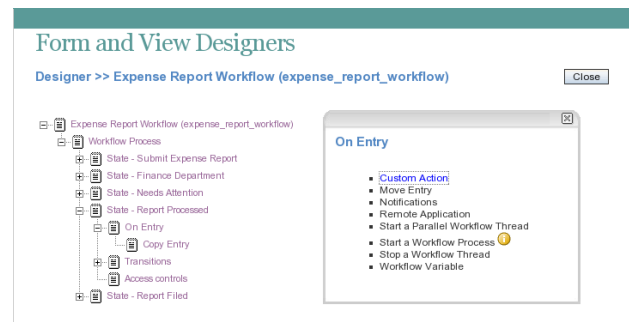 Form and View Designers
Designer >> Expense Report Workflow (expense_report_workflow)
Close
Expense Report Workflow (expense_report_workflow)
Workflow Process
State - Submit Expense Report
State - Finance Department
State - Needs Attention
State - Report Processed
On Entry
Copy Entry
Transitions
Access controls
State - Report Filed
On Entry
Custom Action
Move Entry
Notifications
Remote Application
Start a Parallel Workflow Thread
Start a Workflow Process
Stop a Workflow Thread
Workflow Variable